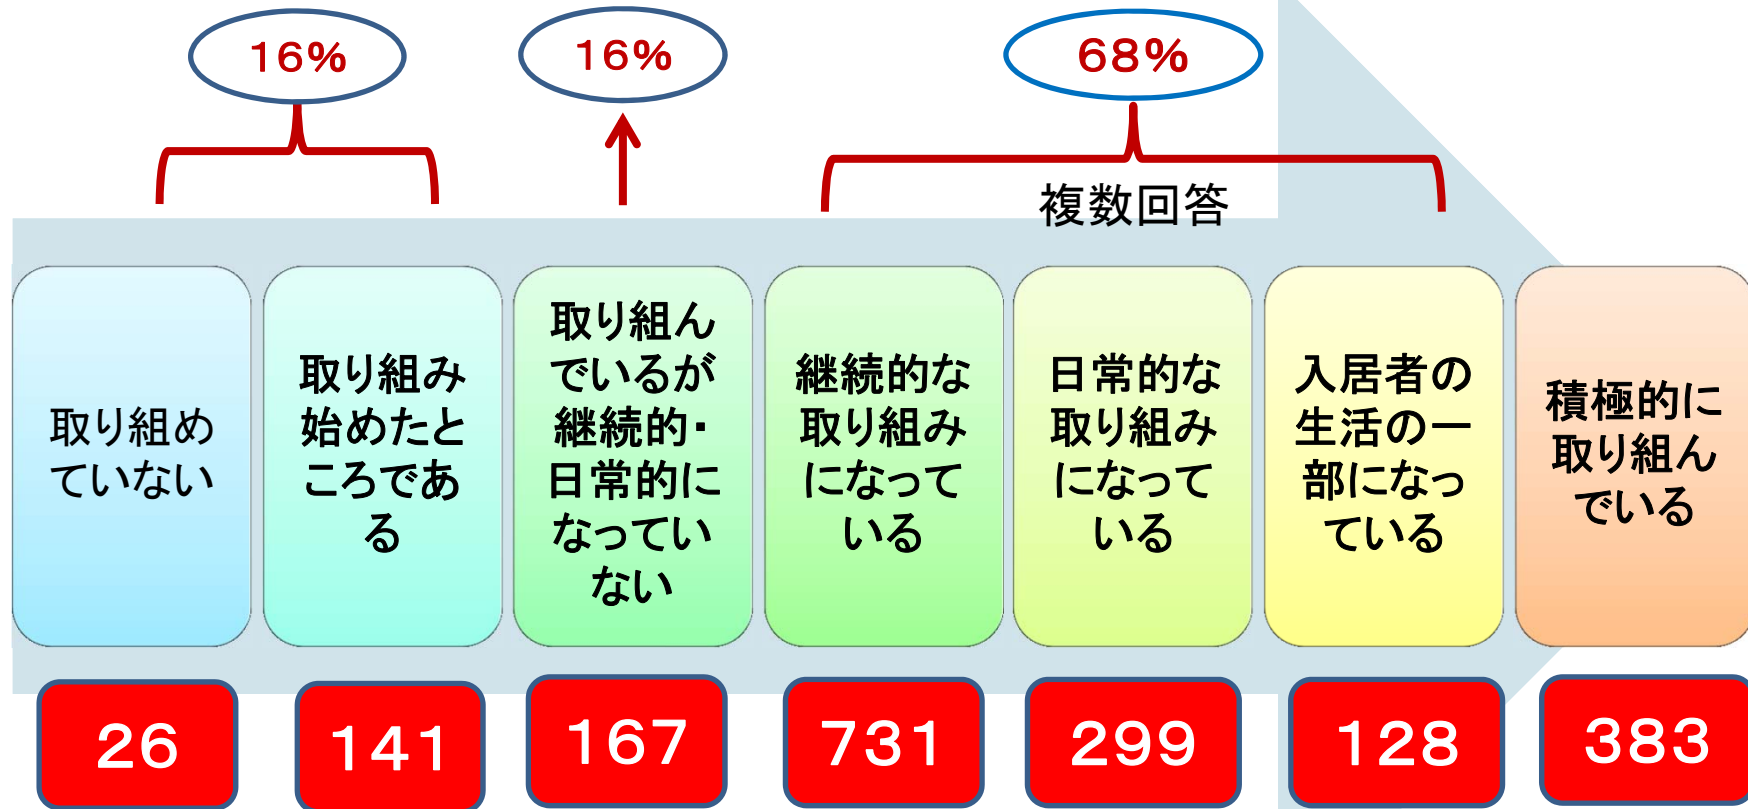 16%
16%
68%
複数回答
取り組め
ていない
取り組み
始めたと
ころであ
る
取り組ん
でいるが
継続的・
日常的に
なってい
ない
継続的な
取り組み
になって
いる
日常的な
取り組み
になって
いる
入居者の
生活の一
部になっ
ている
積極的に
取り組ん
でいる
26
141
167
731
299
128
383